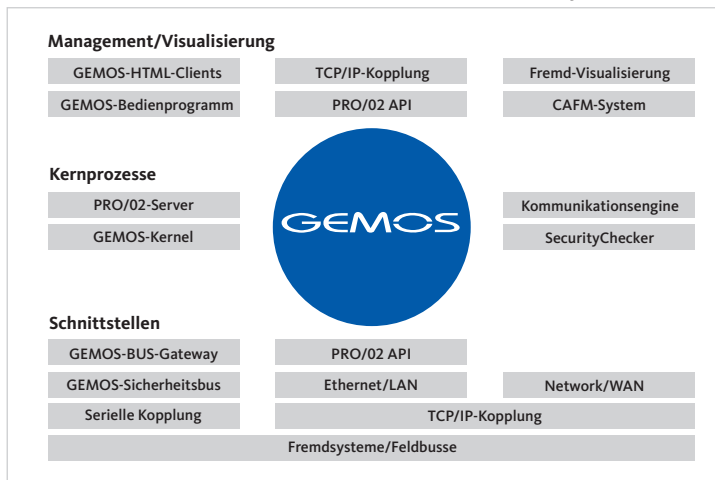 Management/Visualisierung
GEMOS-HTML-Clients TCP/IP-Kopplung Fremd-Visualisierung
GEMOS-Bedienprogramm PRO/02 API CAFM-System
Kernprozesse
PRO/02-Server Kommunikationsengine
GEMOS
GEMOS-Kernel SecurityChecker
Schnittstellen
GEMOS-BUS-Gateway PRO/02 API
GEMOS-Sicherheitsbus Ethernet/LAN Network/WAN
Serielle Kopplung TCP/IP-Kopplung
Fremdsysteme/Feldbusse